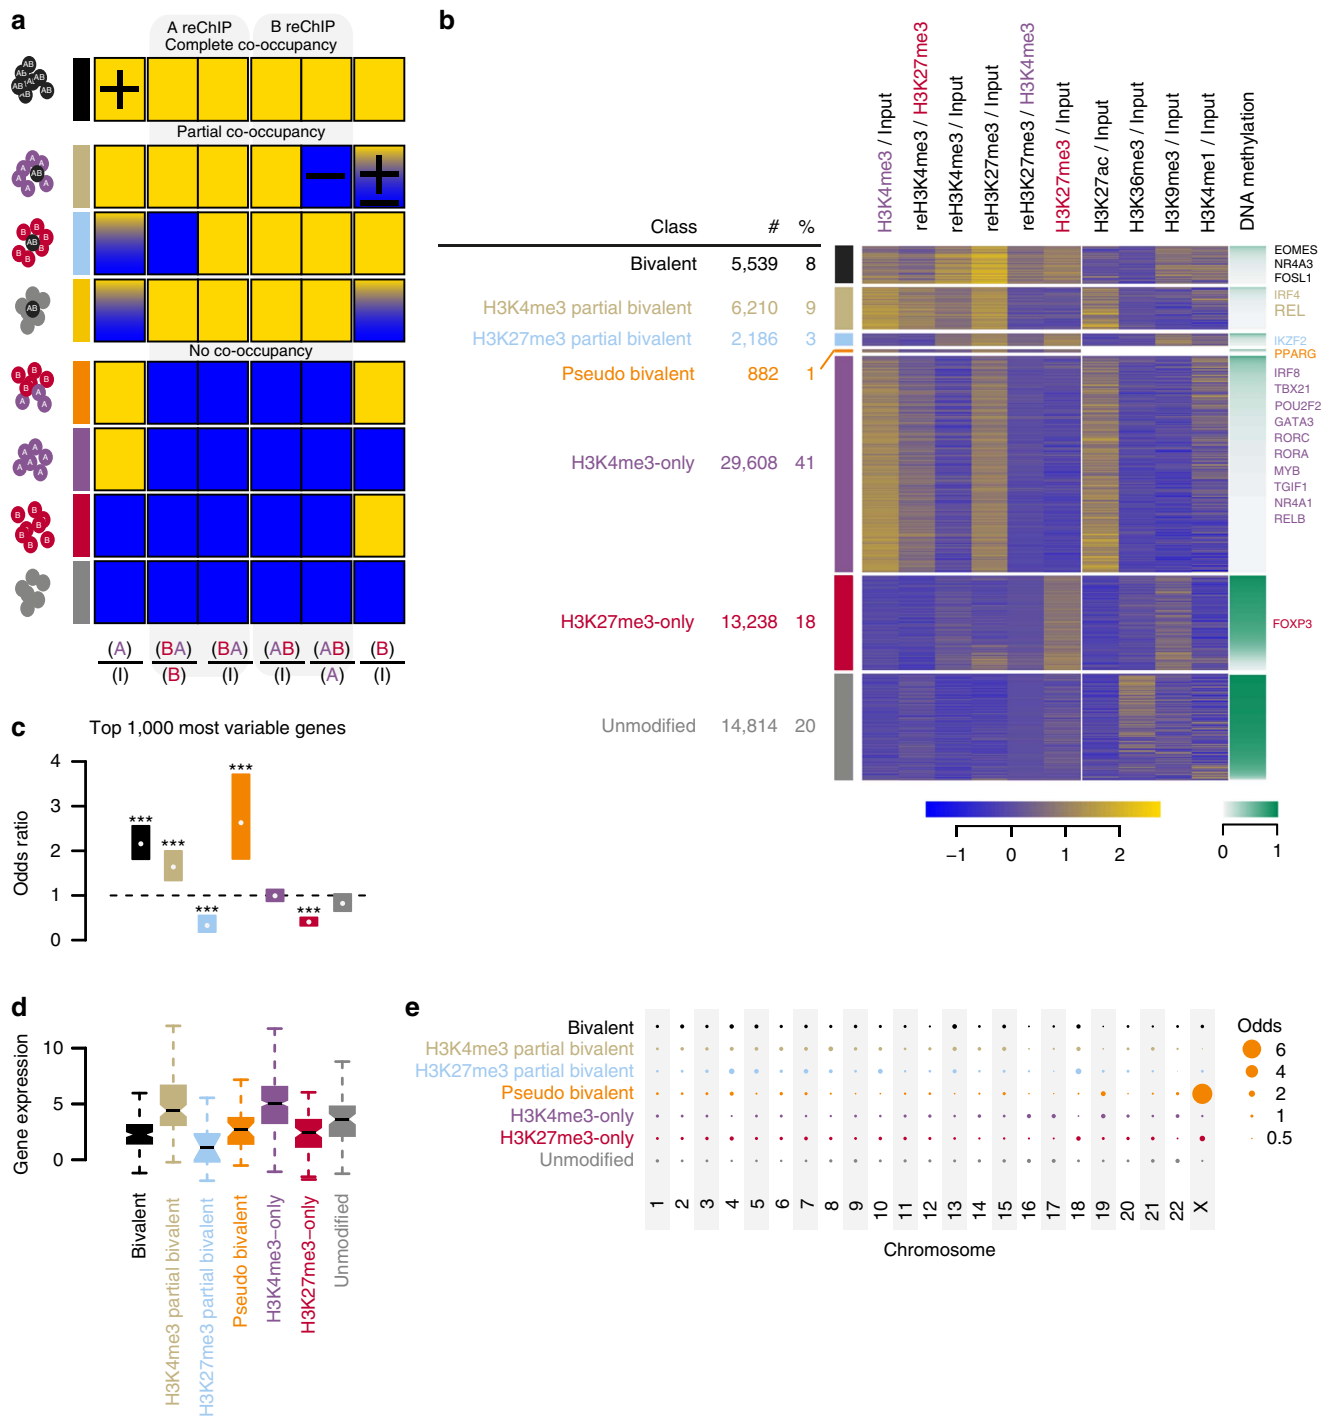 a
A reChIP
B reChIP
Complete co-occupancy
AB
AB
AB
AB
AB
AB
+
Partial co-occupancy
A
A
A
A
AB
A
A
A
−
+
−
B
B
B
AB
B
B
B
AB
No co-occupancy
B
B
B
B
A
A
A
A
A
A
A
A
A
A
B
B
B
B
B
B
B
(A)
(I)
(BA)
(B)
(BA)
(I)
(AB)
(I)
(AB)
(A)
(B)
(I)
b
H3K4me3 / Input
reH3K4me3 / H3K27me3
reH3K4me3 / Input
reH3K27me3 / Input
reH3K27me3 / H3K4me3
H3K27me3 / Input
H3K27ac / Input
H3K36me3 / Input
H3K9me3 / Input
H3K4me1 / Input
DNA methylation
Class # %
Bivalent 5,539 8
H3K4me3 partial bivalent 6,210 9
H3K27me3 partial bivalent 2,186 3
Pseudo bivalent 882 1
H3K4me3-only 29,608 41
H3K27me3-only 13,238 18
Unmodified 14,814 20
EOMES
NR4A3
FOSL1
IRF4
REL
IKZF2
PPARG
IRF8
TBX21
POU2F2
GATA3
RORC
RORA
MYB
TGIF1
NR4A1
RELB
FOXP3
−1 0 1 2
0 1
c
Top 1,000 most variable genes
Odds ratio
4
3
2
1
0
***
***
***
***
***
d
Gene expression
10
5
0
Bivalent
H3K4me3 partial bivalent
H3K27me3 partial bivalent
Pseudo bivalent
H3K4me3−only
H3K27me3−only
Unmodified
e
Bivalent
H3K4me3 partial bivalent
H3K27me3 partial bivalent
Pseudo bivalent
H3K4me3-only
H3K27me3-only
Unmodified
1 2 3 4 5 6 7 8 9 10 11 12 13 14 15 16 17 18 19 20 21 22 X
Chromosome
Odds
6
4
2
1
0.5